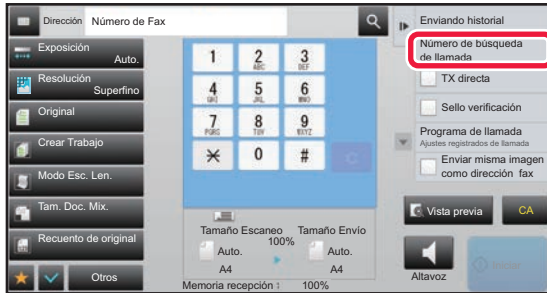 Dirección
Número de Fax
Exposición
Auto.
Resolución
Superfino
Original
Crear Trabajo
Modo Esc. Len.
Tam. Doc. Mix.
Recuento de original
Otros
1
2
ABC
3
DEF
4
GHI
5
JKL
6
MNO
7
PQRS
8
TUV
9
WXYZ
0
#
C
Tamaño Escaneo
Tamaño Envío
100%
Auto.
Auto.
A4
A4
Memoria recepción :
100%
Enviando historial
Número de búsqueda
de llamada
TX directa
Sello verificación
Programa de llamada
Ajustes registrados de llamada
Enviar misma imagen
como dirección fax
Vista previa
CA
Altavoz
Iniciar